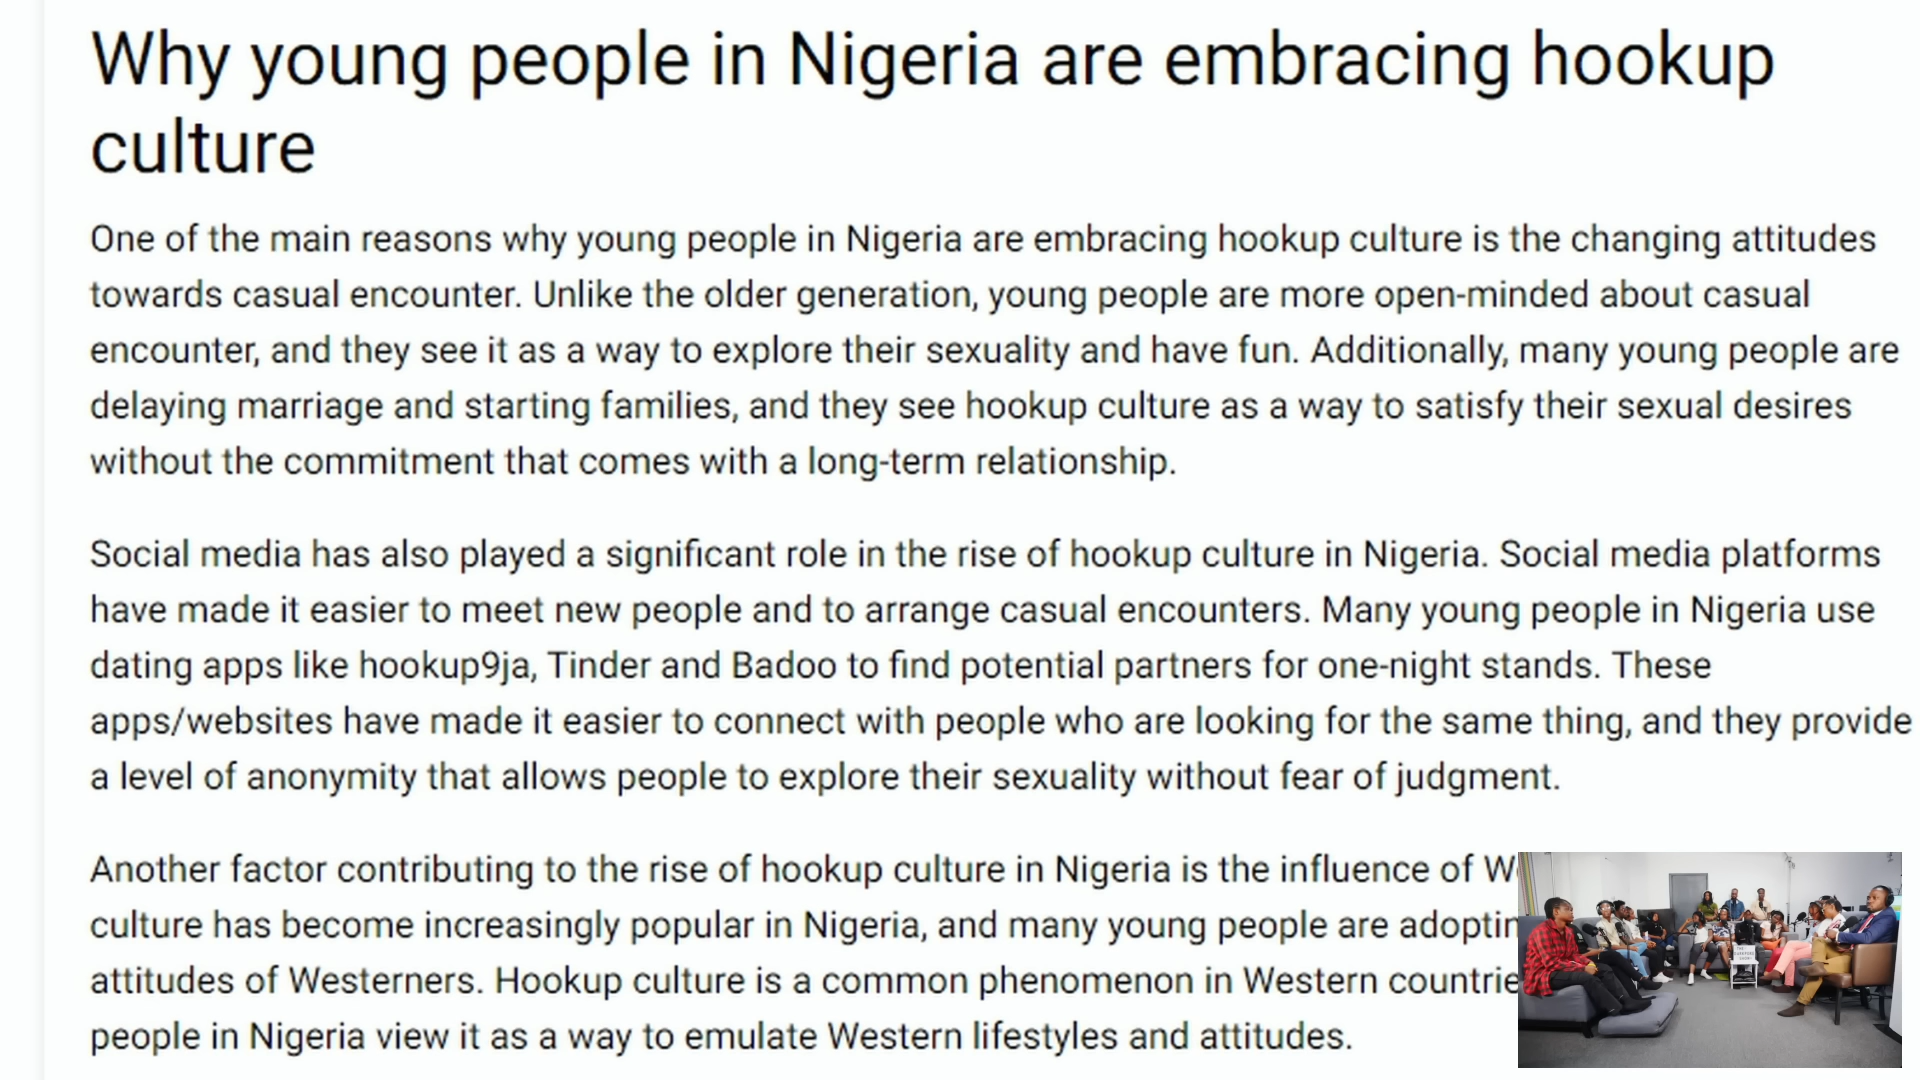 Why young people in Nigeria are embracing hookup
culture
One of the main reasons why young people in Nigeria are embracing hookup culture is the changing attitudes
towards casual encounter. Unlike the older generation, young people are more open-minded about casual
encounter, and they see it as a way to explore their sexuality and have fun. Additionally, many young people are
delaying marriage and starting families, and they see hookup culture as a way to satisfy their sexual desires
without the commitment that comes with a long-term relationship.
Social media has also played a significant role in the rise of hookup culture in Nigeria. Social media platforms
have made it easier to meet new people and to arrange casual encounters. Many young people in Nigeria use
dating apps like hookup9ja, Tinder and Badoo to find potential partners for one-night stands. These
apps/websites have made it easier to connect with people who are looking for the same thing, and they provide
a level of anonymity that allows people to explore their sexuality without fear of judgment.
Another factor contributing to the rise of hookup culture in Nigeria is the influence of
culture has become increasingly popular in Nigeria, and many young people are
attitudes of Westerners. Hookup culture is a common phenomenon in Western
people in Nigeria view it as a way to emulate Western lifestyles and attitudes.